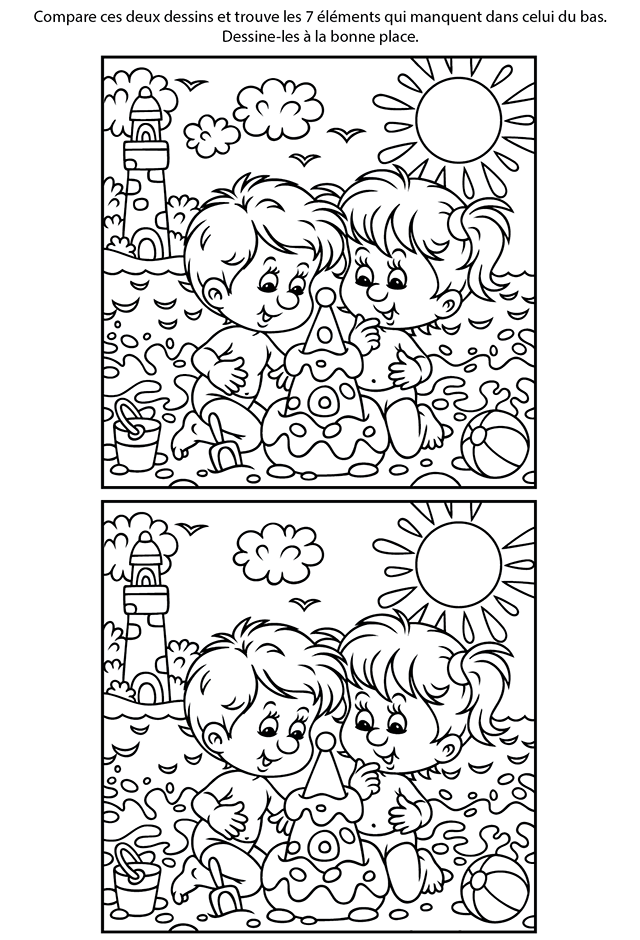 Compare ces deux dessins et trouve les 7 éléments qui manquent dans celui du bas.
Dessine-les à la bonne place.